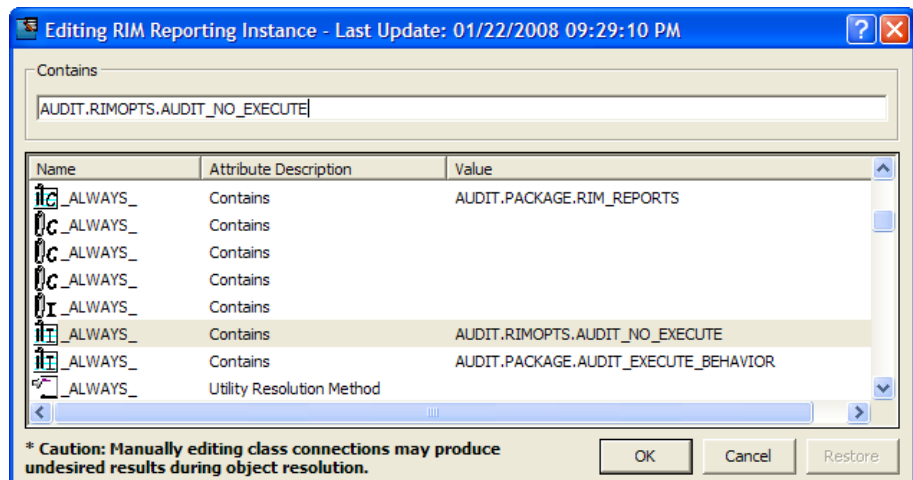 Editing RIM Reporting Instance - Last Update: 01/22/2008 09:29:10 PM
Contains
AUDIT.RIMOPTS.AUDIT_NO_EXECUTE
Name Attribute Description Value
_ALWAYS_ Contains AUDIT.PACKAGE.RIM_REPORTS
_ALWAYS_ Contains
_ALWAYS_ Contains
_ALWAYS_ Contains
_ALWAYS_ Contains
_ALWAYS_ Contains AUDIT.RIMOPTS.AUDIT_NO_EXECUTE
_ALWAYS_ Contains AUDIT.PACKAGE.AUDIT_EXECUTE_BEHAVIOR
_ALWAYS_ Utility Resolution Method
* Caution: Manually editing class connections may produce
undesired results during object resolution.
OK Cancel Restore